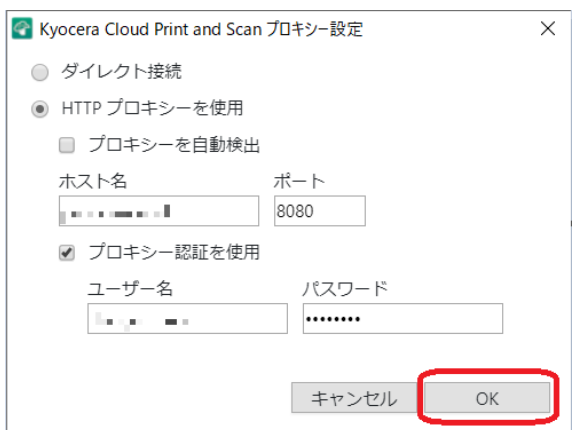 Kyocera Cloud Print and Scan プロキシー設定
ダイレクト接続
HTTP プロキシーを使用
プロキシーを自動検出
ホスト名 ポート
8080
プロキシー認証を使用
ユーザー名 パスワード
••••••••
キャンセル OK